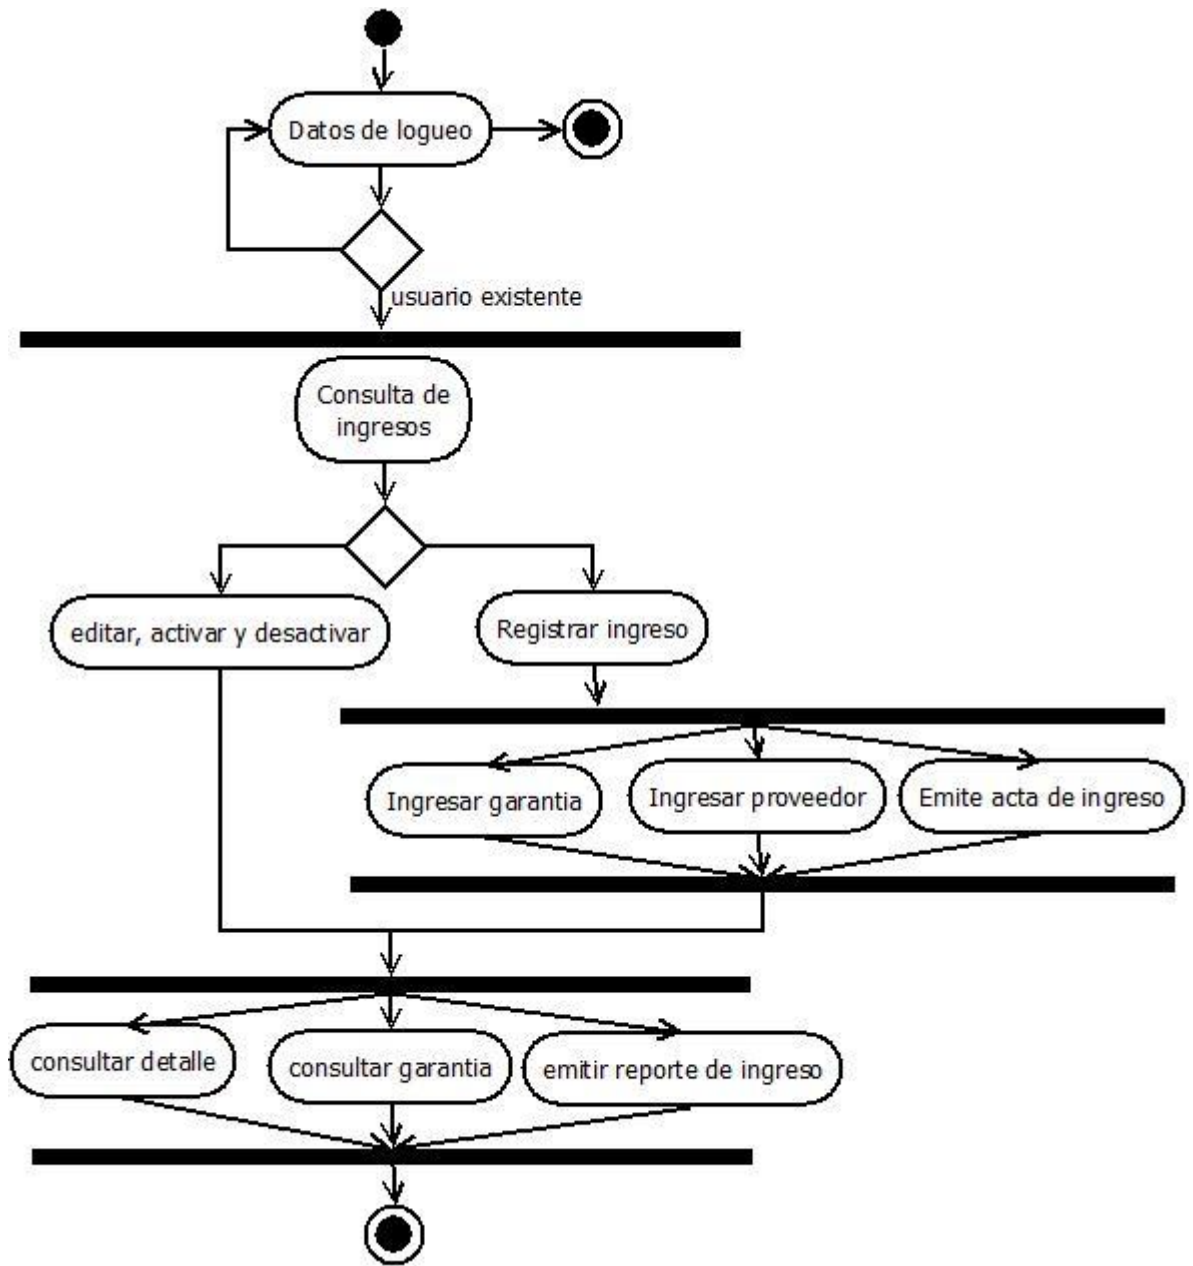 Datos de logueo
usuario existente
Consulta de
ingresos
editar, activar y desactivar
Registrar ingreso
Ingresar garantia
Ingresar proveedor
Emite acta de ingreso
consultar detalle
consultar garantia
emitir reporte de ingreso